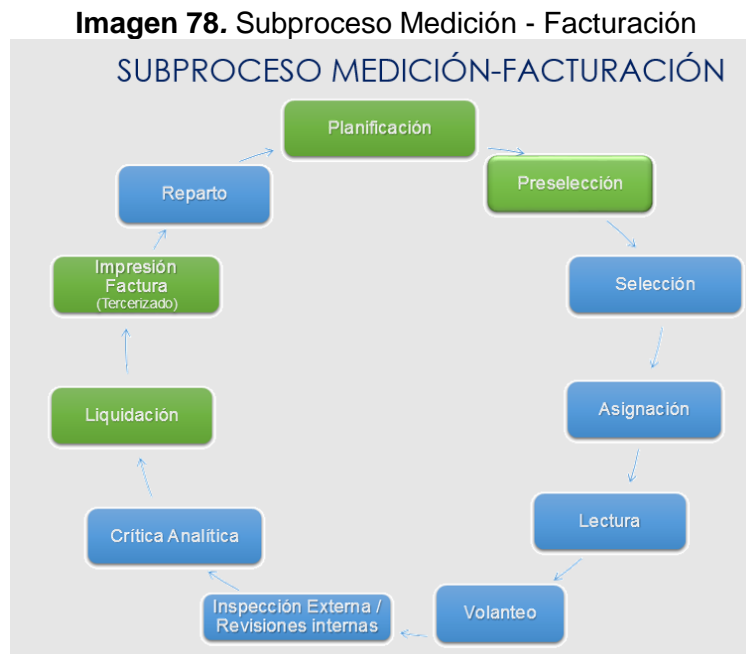 Imagen 78. Subproceso Medición - Facturación
SUBPROCESO MEDICIÓN-FACTURACIÓN
Planificación
Preselección
Selección
Asignación
Lectura
Volanteo
Inspección Externa /
Revisiones internas
Crítica Analítica
Liquidación
Impresión
Factura
(Tercerizado)
Reparto